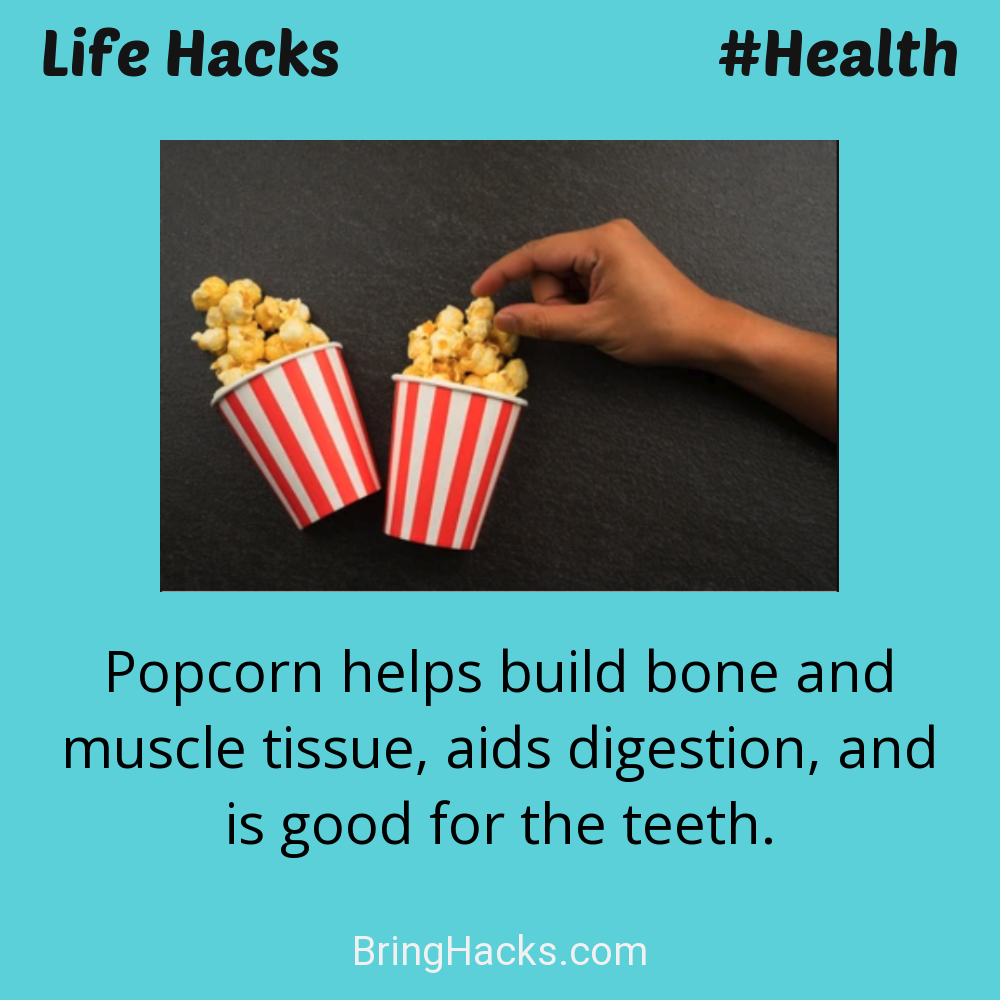 Life Hacks
#Health
Popcorn helps build bone and
muscle tissue, aids digestion, and
is good for the teeth.
BringHacks.com